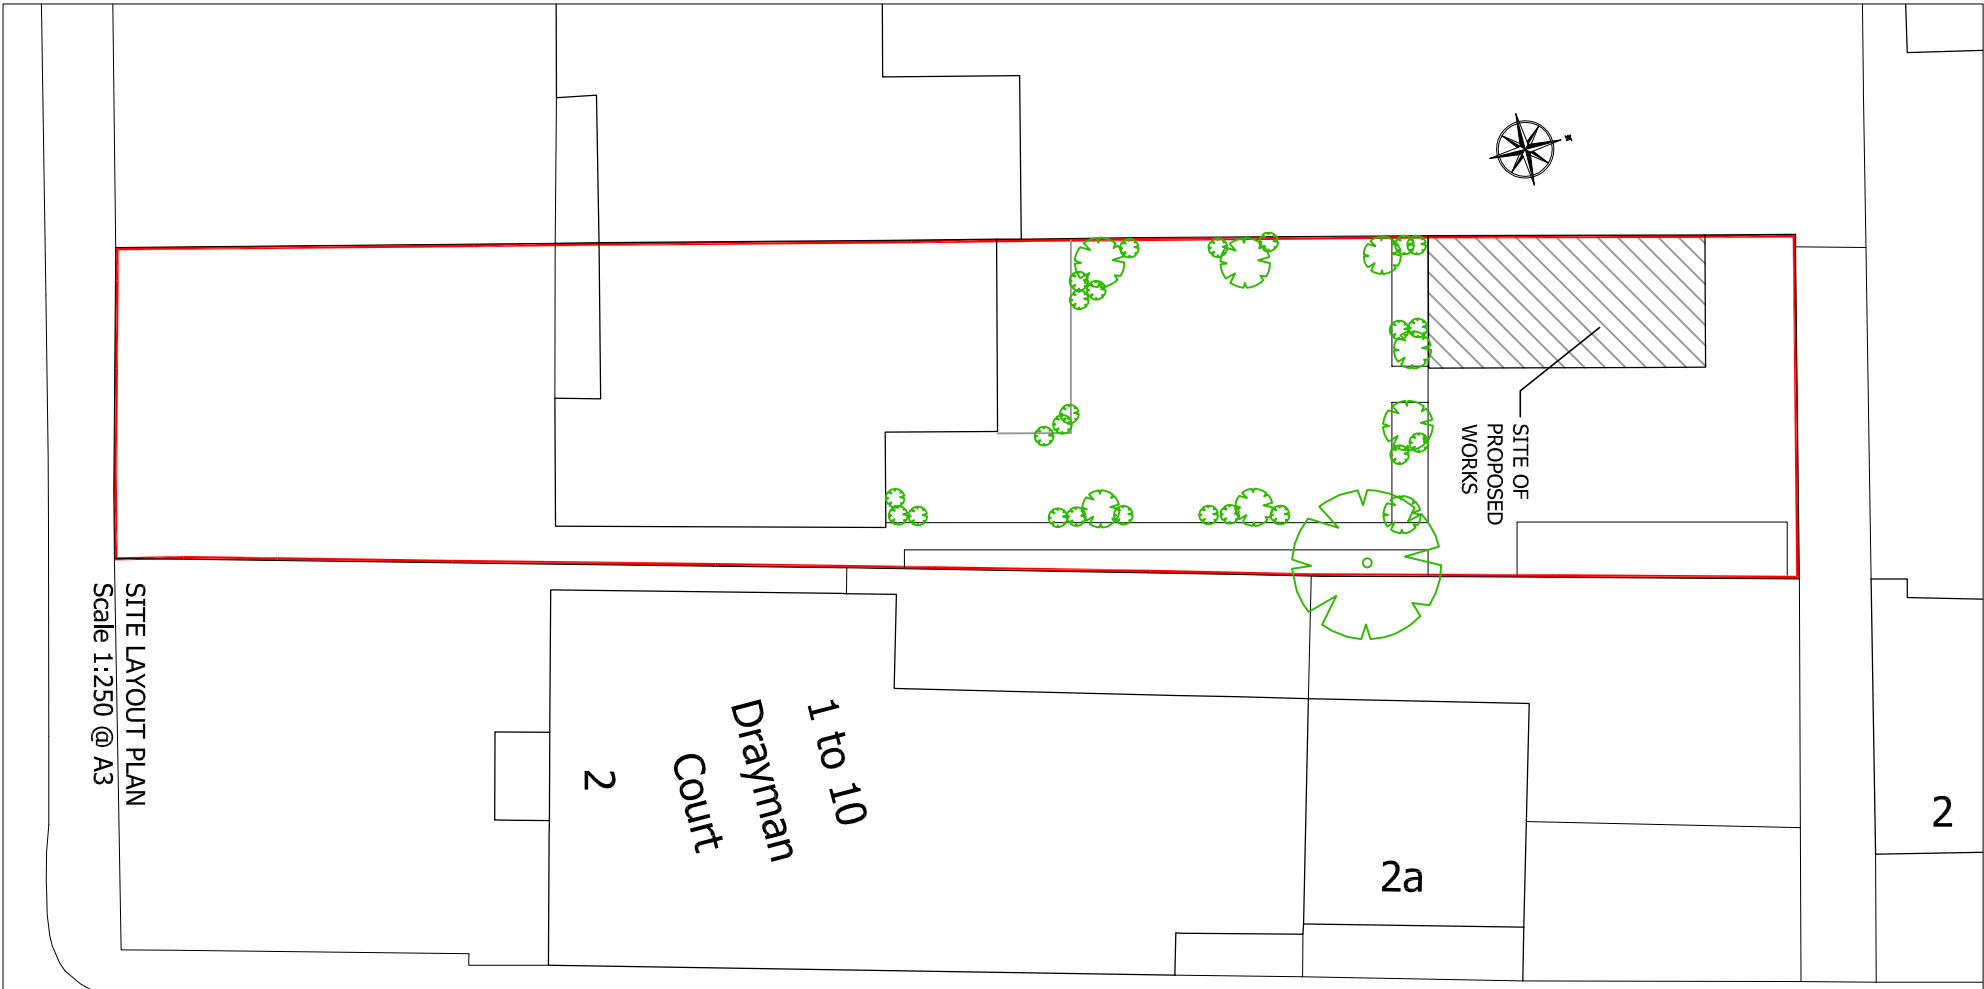 SITE OF
PROPOSED
WORKS
SITE LAYOUT PLAN
Scale 1:250 @ A3
1 to 10
Drayman
Court
2
2a
2